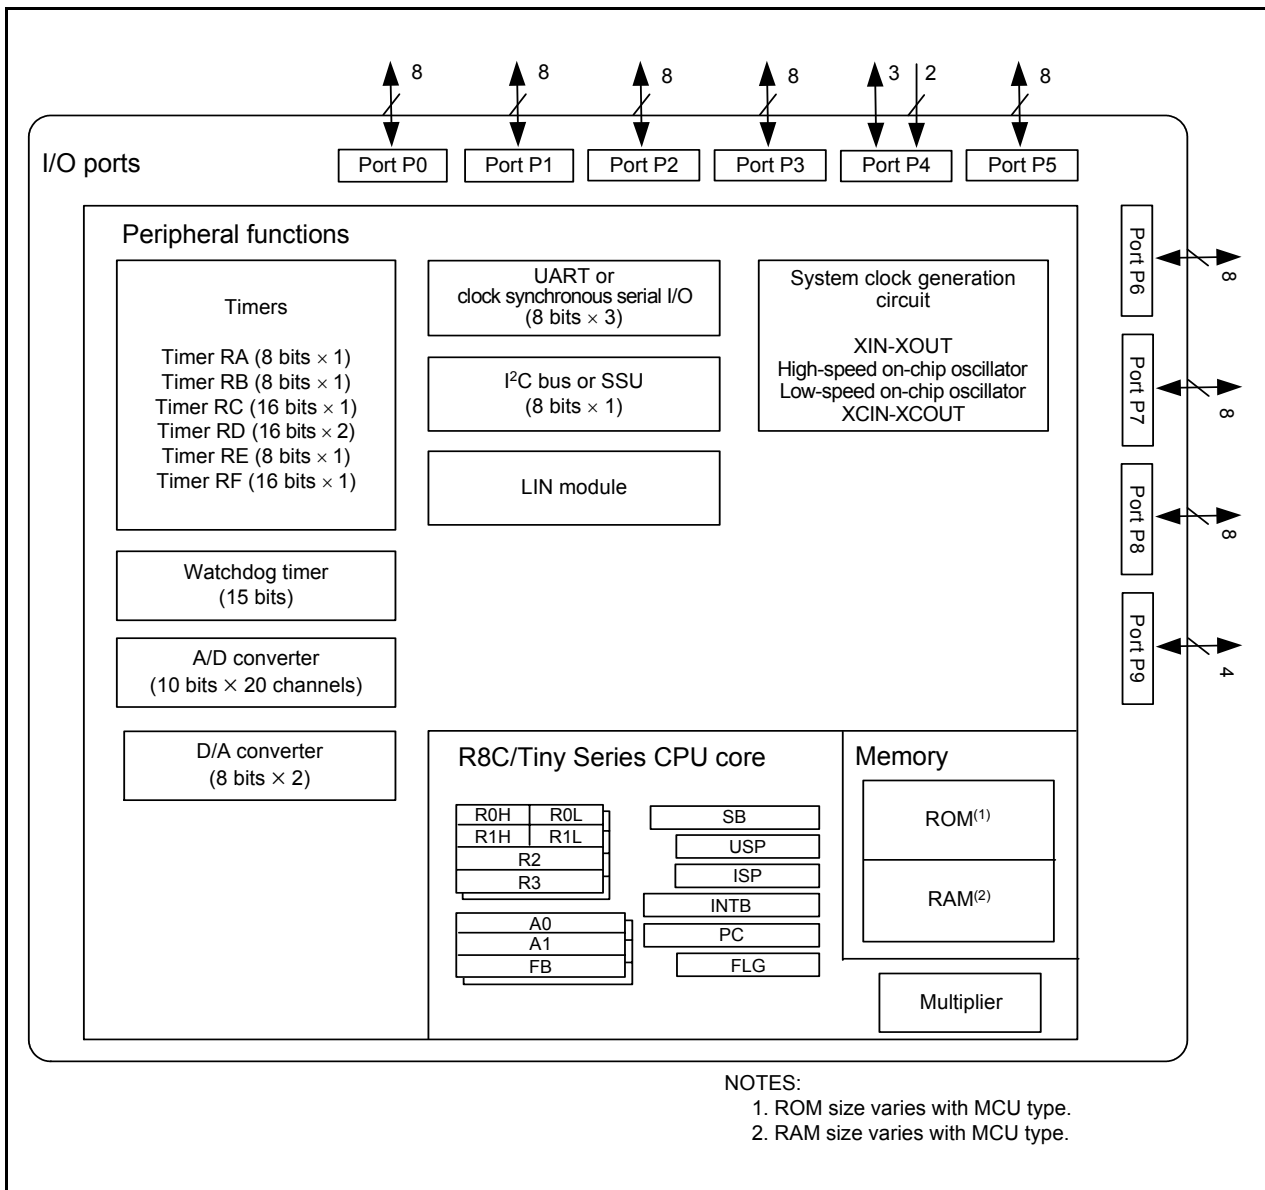 8 8 8 8 3 2 8
I/O ports
Port P0 Port P1 Port P2 Port P3 Port P4 Port P5
Port P6
8
Port P7
8
Port P8
8
Port P9
4
Peripheral functions
Timers
Timer RA (8 bits × 1)
Timer RB (8 bits × 1)
Timer RC (16 bits × 1)
Timer RD (16 bits × 2)
Timer RE (8 bits × 1)
Timer RF (16 bits × 1)
Watchdog timer
(15 bits)
A/D converter
(10 bits × 20 channels)
D/A converter
(8 bits × 2)
UART or
clock synchronous serial I/O
(8 bits × 3)
I²C bus or SSU
(8 bits × 1)
LIN module
System clock generation
circuit
XIN-XOUT
High-speed on-chip oscillator
Low-speed on-chip oscillator
XCIN-XCOUT
R8C/Tiny Series CPU core
R0H R0L
R1H R1L
R2
R3
A0
A1
FB
SB
USP
ISP
INTB
PC
FLG
Memory
ROM(1)
RAM(2)
Multiplier
NOTES:
1. ROM size varies with MCU type.
2. RAM size varies with MCU type.